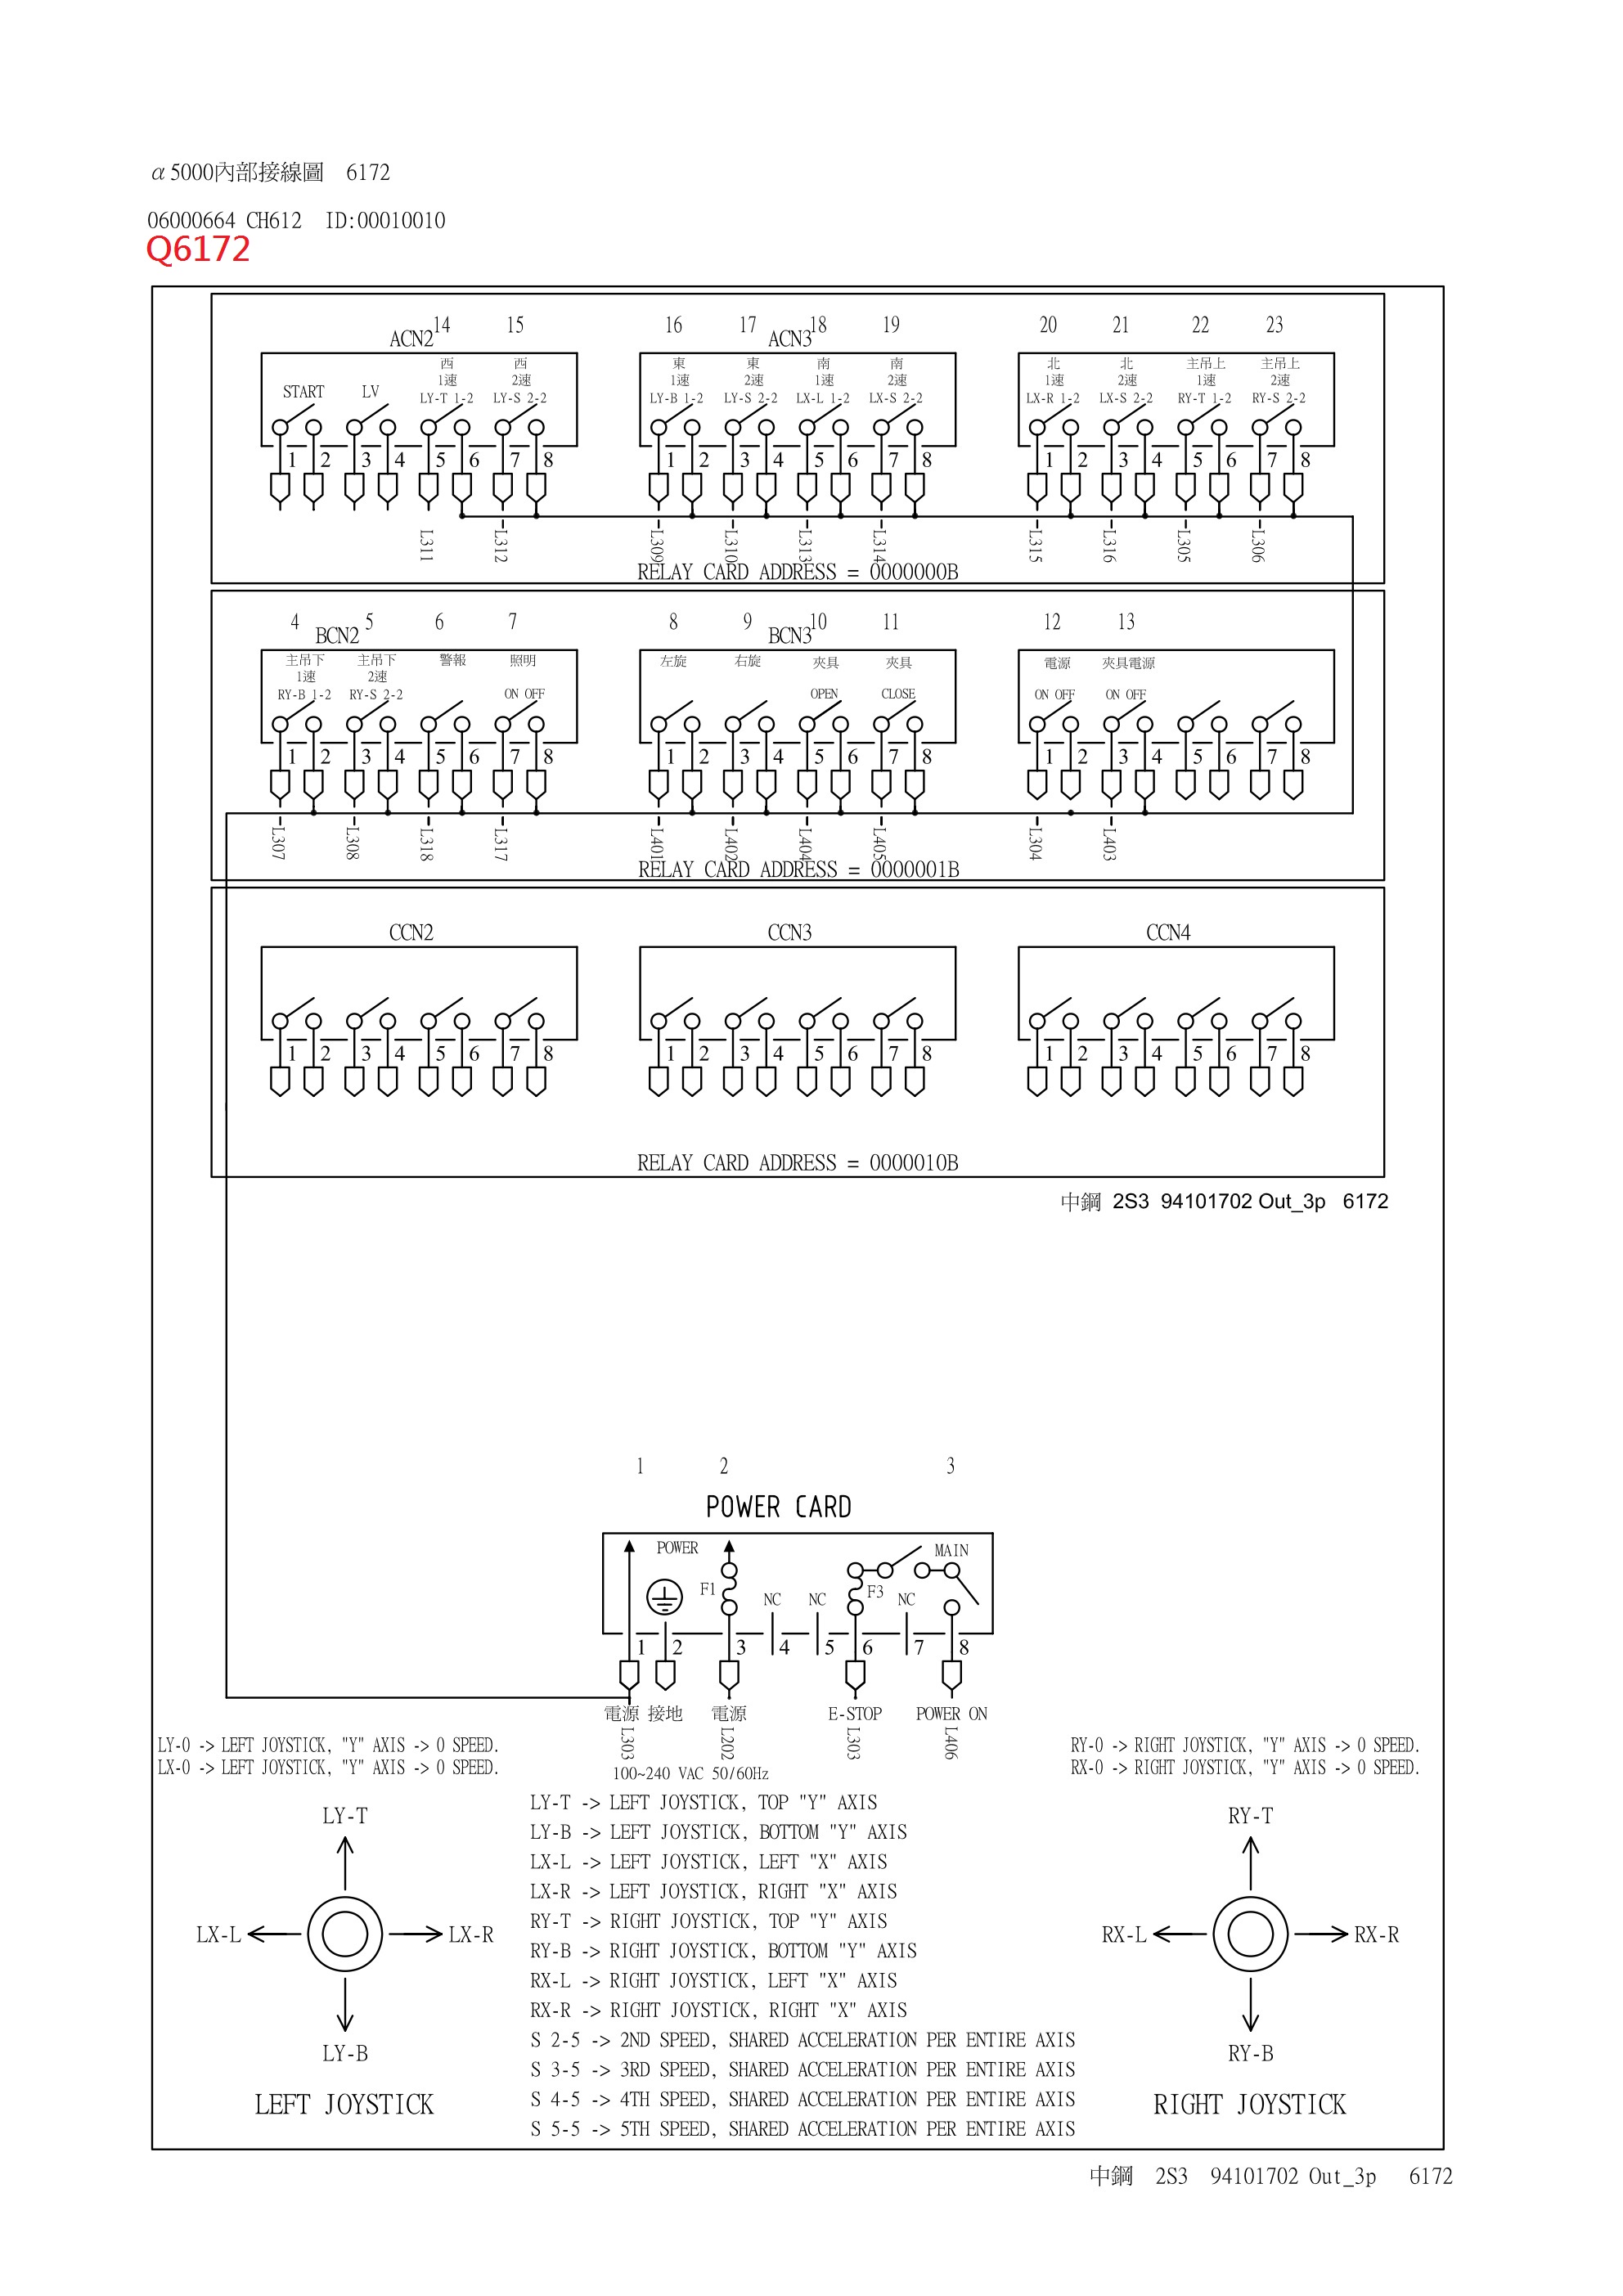 α5000內部接線圖 6172
06000664 CH612 ID:00010010
Q6172
14 15 16 17 18 19 20 21 22 23
ACN2 ACN3
西 西 東 東 南 南 北 北 主吊上 主吊上
START LV 1速 2速 1速 2速 1速 2速 1速 2速 1速 2速
LY-T 1-2 LY-S 2-2 LY-B 1-2 LY-S 2-2 LX-L 1-2 LX-S 2-2 LX-R 1-2 LX-S 2-2 RY-T 1-2 RY-S 2-2
1 2 3 4 5 6 7 8 1 2 3 4 5 6 7 8 1 2 3 4 5 6 7 8
L311 L312 L309 L310 L313 L314 L315 L316 L305 L306
RELAY CARD ADDRESS = 0000000B
4 5 6 7 8 9 10 11 12 13
BCN2 BCN3
主吊下 主吊下 警報 照明 左旋 右旋 夾具 夾具 電源 夾具電源
1速 2速
RY-B 1-2 RY-S 2-2 ON OFF OPEN CLOSE ON OFF ON OFF
1 2 3 4 5 6 7 8 1 2 3 4 5 6 7 8 1 2 3 4 5 6 7 8
L307 L308 L318 L317 L401 L402 L404 L405 L304 L403
RELAY CARD ADDRESS = 0000001B
CCN2 CCN3 CCN4
1 2 3 4 5 6 7 8 1 2 3 4 5 6 7 8 1 2 3 4 5 6 7 8
RELAY CARD ADDRESS = 0000010B
中鋼 2S3 94101702 Out_3p 6172
1 2 3
POWER CARD
POWER MAIN
F1 NC NC F3 NC
1 2 3 4 5 6 7 8
電源 接地 電源 E-STOP POWER ON
L303 L202 L303 L406
100~240 VAC 50/60Hz
LY-0 -> LEFT JOYSTICK, "Y" AXIS -> 0 SPEED.
LX-0 -> LEFT JOYSTICK, "Y" AXIS -> 0 SPEED.
RY-0 -> RIGHT JOYSTICK, "Y" AXIS -> 0 SPEED.
RX-0 -> RIGHT JOYSTICK, "Y" AXIS -> 0 SPEED.
LY-T
LX-L LX-R
LY-B
LEFT JOYSTICK
LY-T -> LEFT JOYSTICK, TOP "Y" AXIS
LY-B -> LEFT JOYSTICK, BOTTOM "Y" AXIS
LX-L -> LEFT JOYSTICK, LEFT "X" AXIS
LX-R -> LEFT JOYSTICK, RIGHT "X" AXIS
RY-T -> RIGHT JOYSTICK, TOP "Y" AXIS
RY-B -> RIGHT JOYSTICK, BOTTOM "Y" AXIS
RX-L -> RIGHT JOYSTICK, LEFT "X" AXIS
RX-R -> RIGHT JOYSTICK, RIGHT "X" AXIS
S 2-5 -> 2ND SPEED, SHARED ACCELERATION PER ENTIRE AXIS
S 3-5 -> 3RD SPEED, SHARED ACCELERATION PER ENTIRE AXIS
S 4-5 -> 4TH SPEED, SHARED ACCELERATION PER ENTIRE AXIS
S 5-5 -> 5TH SPEED, SHARED ACCELERATION PER ENTIRE AXIS
RY-T
RX-L RX-R
RY-B
RIGHT JOYSTICK
中鋼 2S3 94101702 Out_3p 6172